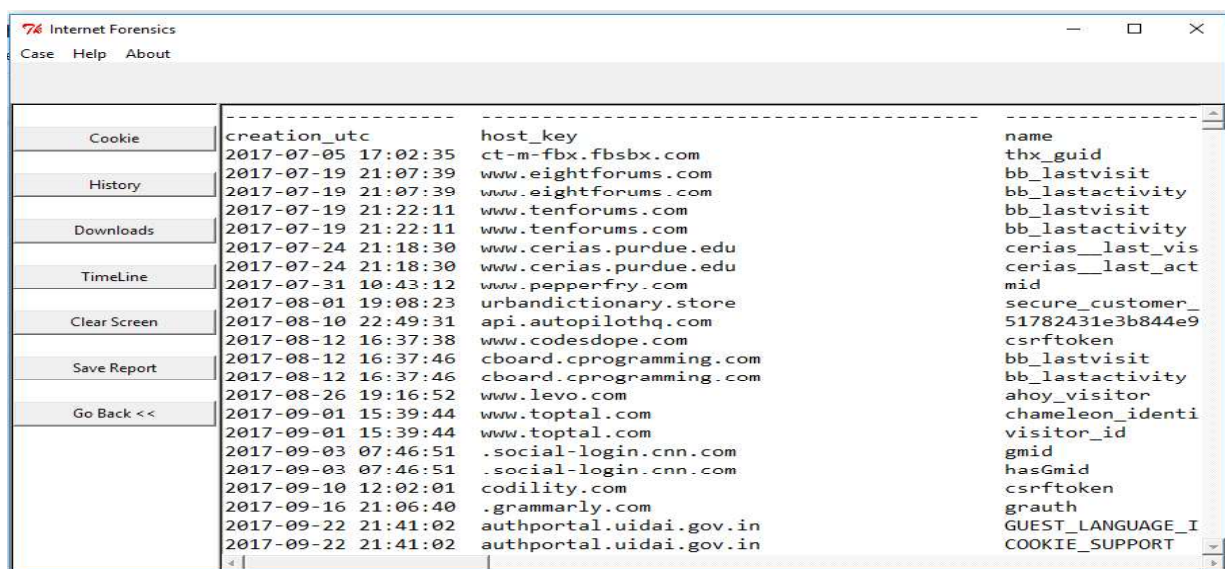 Internet Forensics
Case Help About
Cookie
History
Downloads
TimeLine
Clear Screen
Save Report
Go Back <<
creation_utc host_key name
2017-07-05 17:02:35 ct-m-fbx.fbsbx.com thx_guid
2017-07-19 21:07:39 www.eightforums.com bb_lastvisit
2017-07-19 21:07:39 www.eightforums.com bb_lastactivity
2017-07-19 21:22:11 www.tenforums.com bb_lastvisit
2017-07-19 21:22:11 www.tenforums.com bb_lastactivity
2017-07-24 21:18:30 www.cerias.purdue.edu cerias__last_vis
2017-07-24 21:18:30 www.cerias.purdue.edu cerias__last_act
2017-07-31 10:43:12 www.pepperfry.com mid
2017-08-01 19:08:23 urbandictionary.store secure_customer_
2017-08-10 22:49:31 api.autopilothq.com 51782431e3b844e9
2017-08-12 16:37:38 www.codesdope.com csrftoken
2017-08-12 16:37:46 cboard.cprogramming.com bb_lastvisit
2017-08-12 16:37:46 cboard.cprogramming.com bb_lastactivity
2017-08-26 19:16:52 www.levo.com ahoy_visitor
2017-09-01 15:39:44 www.toptal.com chameleon_identi
2017-09-01 15:39:44 www.toptal.com visitor_id
2017-09-03 07:46:51 .social-login.cnn.com gmid
2017-09-03 07:46:51 .social-login.cnn.com hasGmid
2017-09-10 12:02:01 codility.com csrftoken
2017-09-16 21:06:40 .grammarly.com grauth
2017-09-22 21:41:02 authportal.uidai.gov.in GUEST_LANGUAGE_I
2017-09-22 21:41:02 authportal.uidai.gov.in COOKIE_SUPPORT